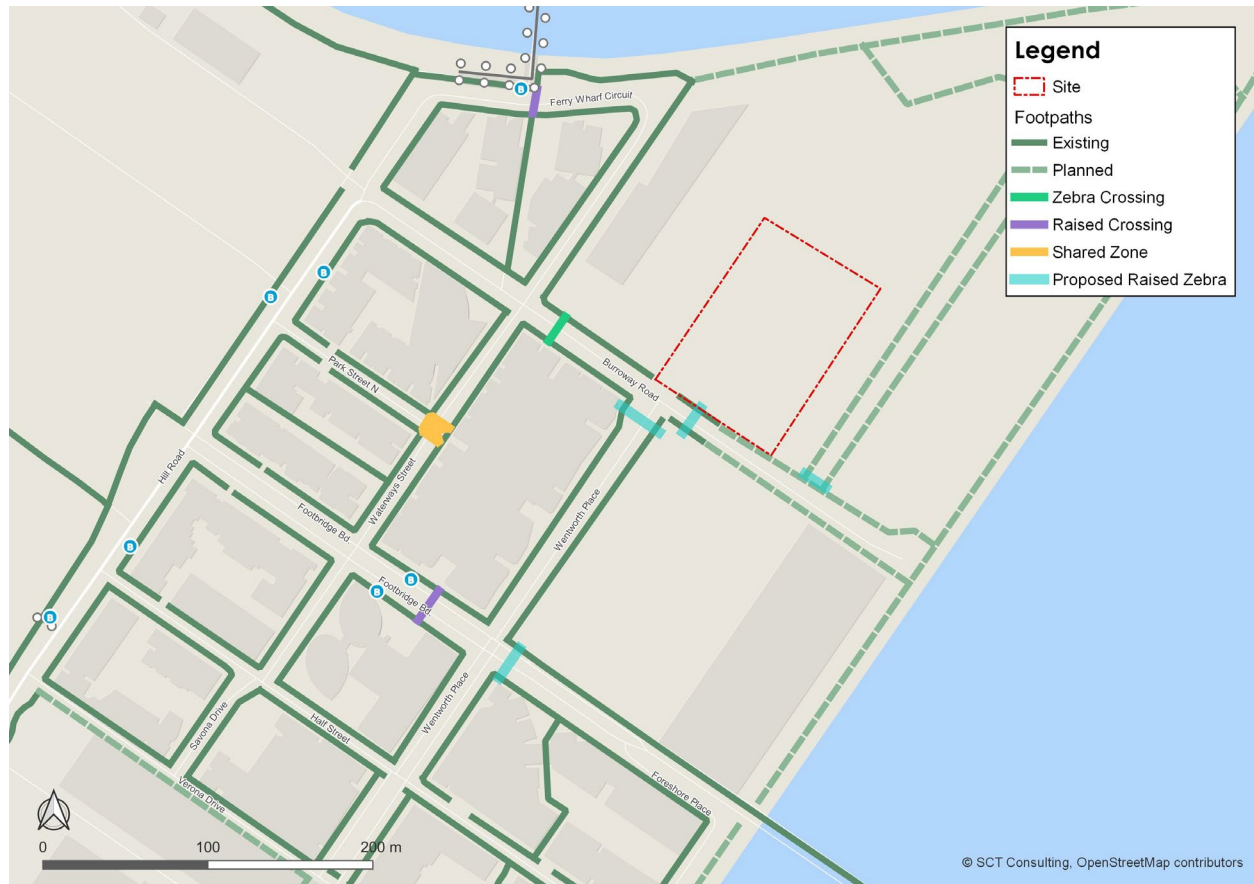 Legend
Site
Footpaths
Existing
Planned
Zebra Crossing
Raised Crossing
Shared Zone
Proposed Raised Zebra
B
Ferry Wharf Circuit
B
B
Burroway Road
Park Street N
Hill Road
Waterways Street
Footbridge Bd
Wentworth Place
B
B
B
Footbridge Bd
B
Wentworth Place
Half Street
Savona Drive
Verona Drive
Foreshore Place
0 100 200 m
© SCT Consulting, OpenStreetMap contributors